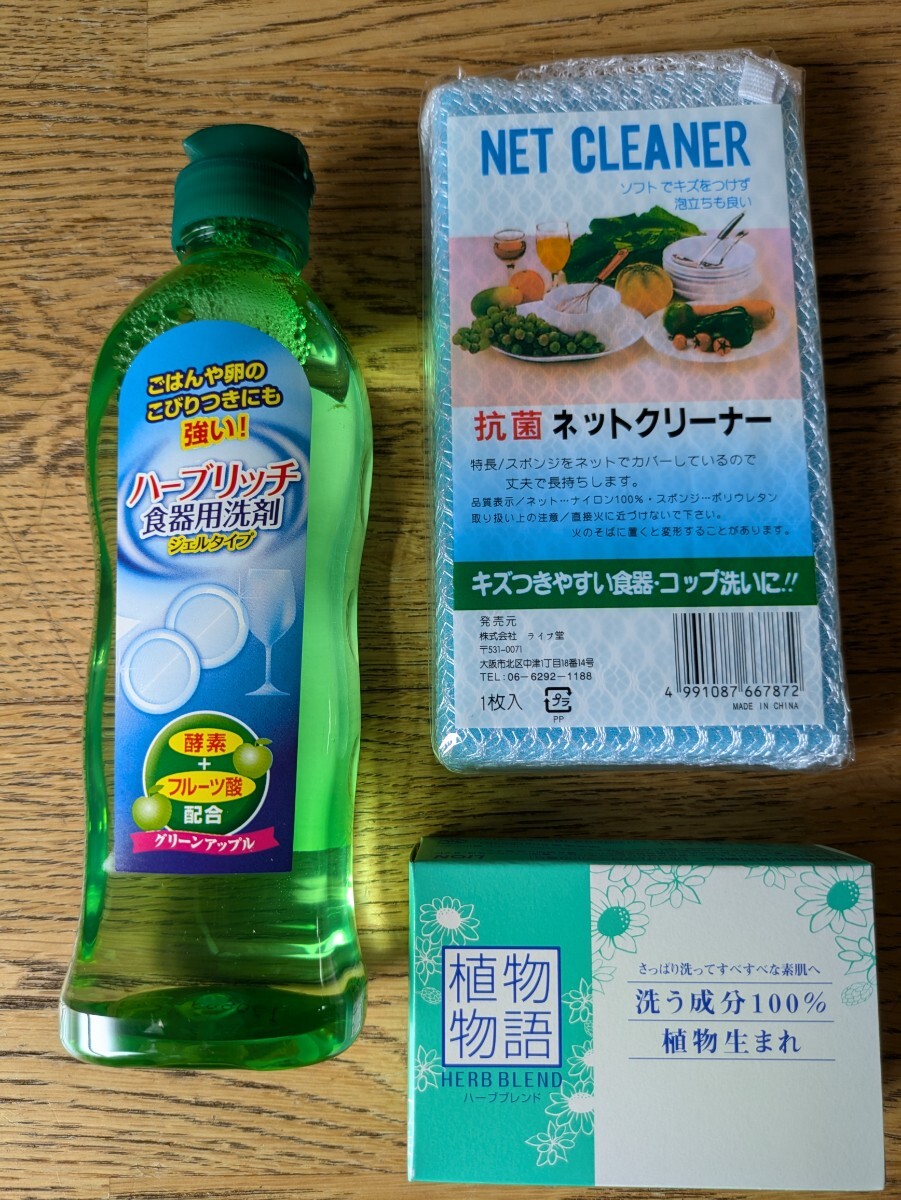 ごはんや卵の
こびりつきにも
強い!
ハーブリッチ
食器用洗剤
ジェルタイプ
酵素
+
フルーツ酸
配合
グリーンアップル
NET CLEANER
ソフトでキズをつけず
泡立ちも良い
抗菌 ネットクリーナー
特長/スポンジをネットでカバーしているので
丈夫で長持ちします。
品質表示/ネット…ナイロン100%・スポンジ…ポリウレタン
取り扱い上の注意/直接火に近づけないで下さい。
火のそばに置くと変形することがあります。
キズつきやすい食器・コップ洗いに!!
発売元
株式会社 ライフ堂
〒531-0071
大阪市北区中津1丁目18番14号
TEL:06-6292-1188
1枚入
プラ
PP
4 991087 667872
MADE IN CHINA
LION
植物
物語
HERB BLEND
ハーブブレンド
さっぱり洗ってすべすべな素肌へ
洗う成分100%
植物生まれ